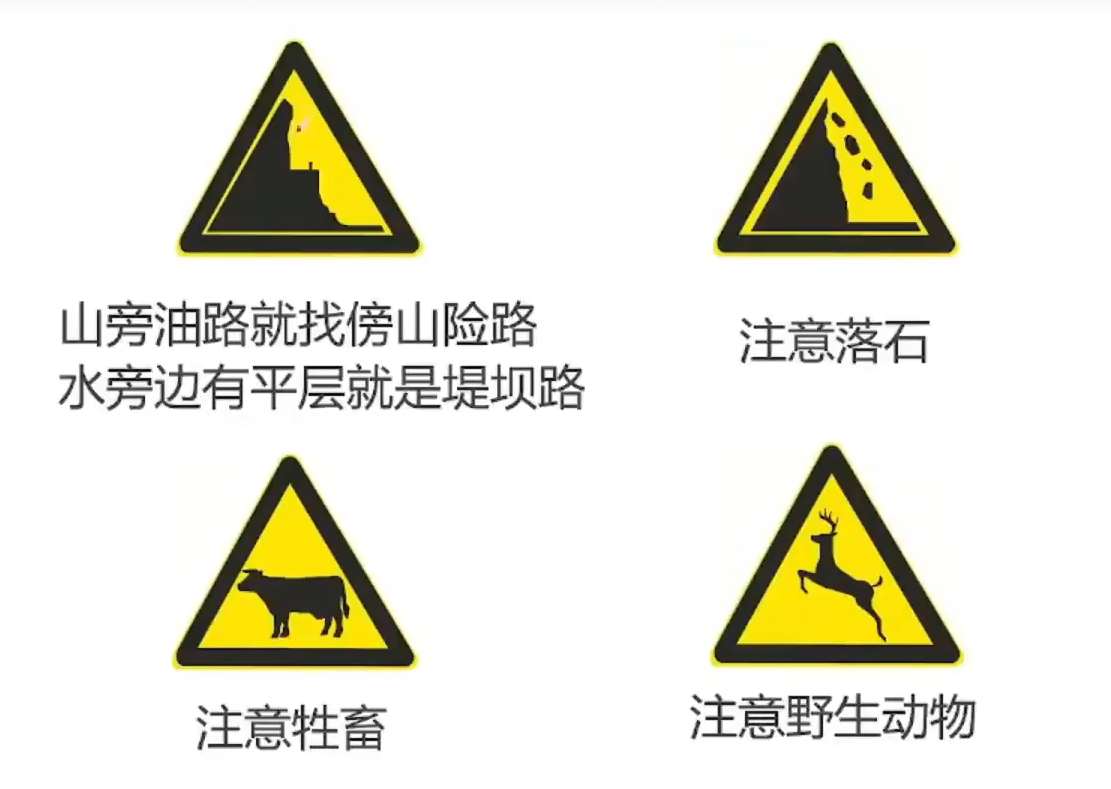 山旁油路就找傍山险路
水旁边有平层就是堤坝路
注意落石
注意牲畜
注意野生动物